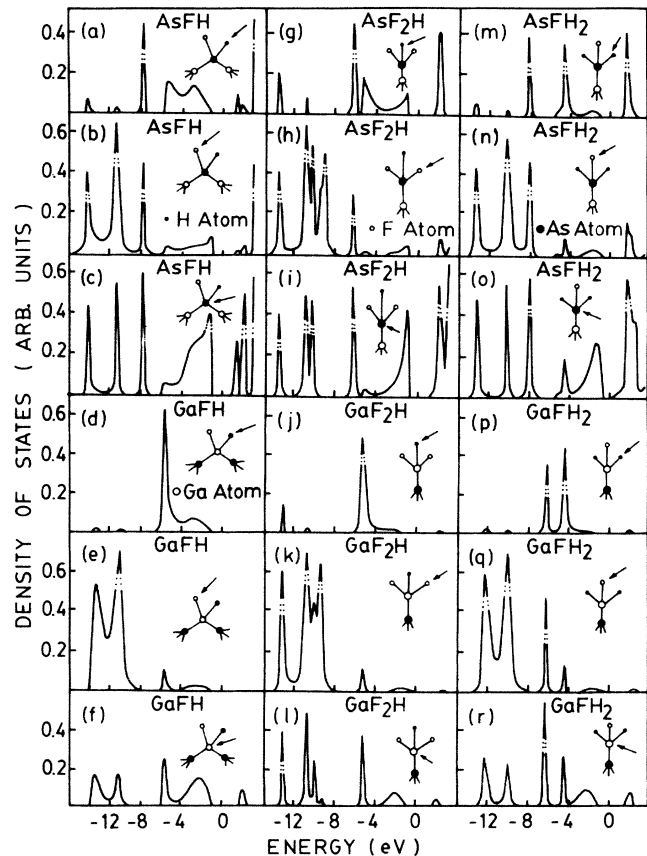 DENSITY OF STATES ( ARB. UNITS )
(a) AsFH
0.4
0.2
(g) AsF2H
(m) AsFH2
(b) AsFH
0.6
0.4
0.2
• H Atom
(h) AsF2H
○ F Atom
(n) AsFH2
● As Atom
(c) AsFH
0.6
0.4
0.2
(i) AsF2H
(o) AsFH2
(d) GaFH
0.6
0.4
0.2
○ Ga Atom
(j) GaF2H
(p) GaFH2
(e) GaFH
0.6
0.4
0.2
(k) GaF2H
(q) GaFH2
(f) GaFH
0.4
0.2
(l) GaF2H
(r) GaFH2
-12 -8 -4 0
-12 -8 -4 0
-12 -8 -4 0
ENERGY (eV)